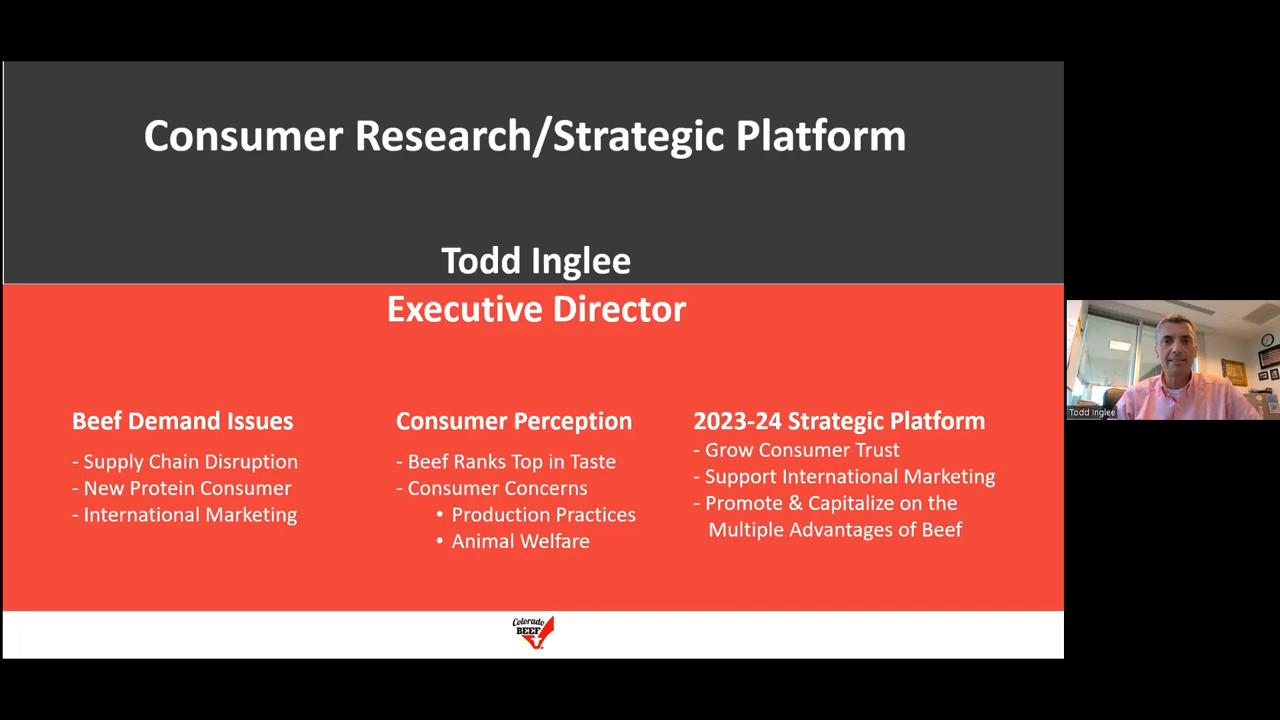 Consumer Research/Strategic Platform
Todd Inglee
Executive Director
Beef Demand Issues
- Supply Chain Disruption
- New Protein Consumer
- International Marketing
Consumer Perception
- Beef Ranks Top in Taste
- Consumer Concerns
• Production Practices
• Animal Welfare
2023-24 Strategic Platform
- Grow Consumer Trust
- Support International Marketing
- Promote & Capitalize on the
Multiple Advantages of Beef
Todd Inglee
Colorado
BEEF